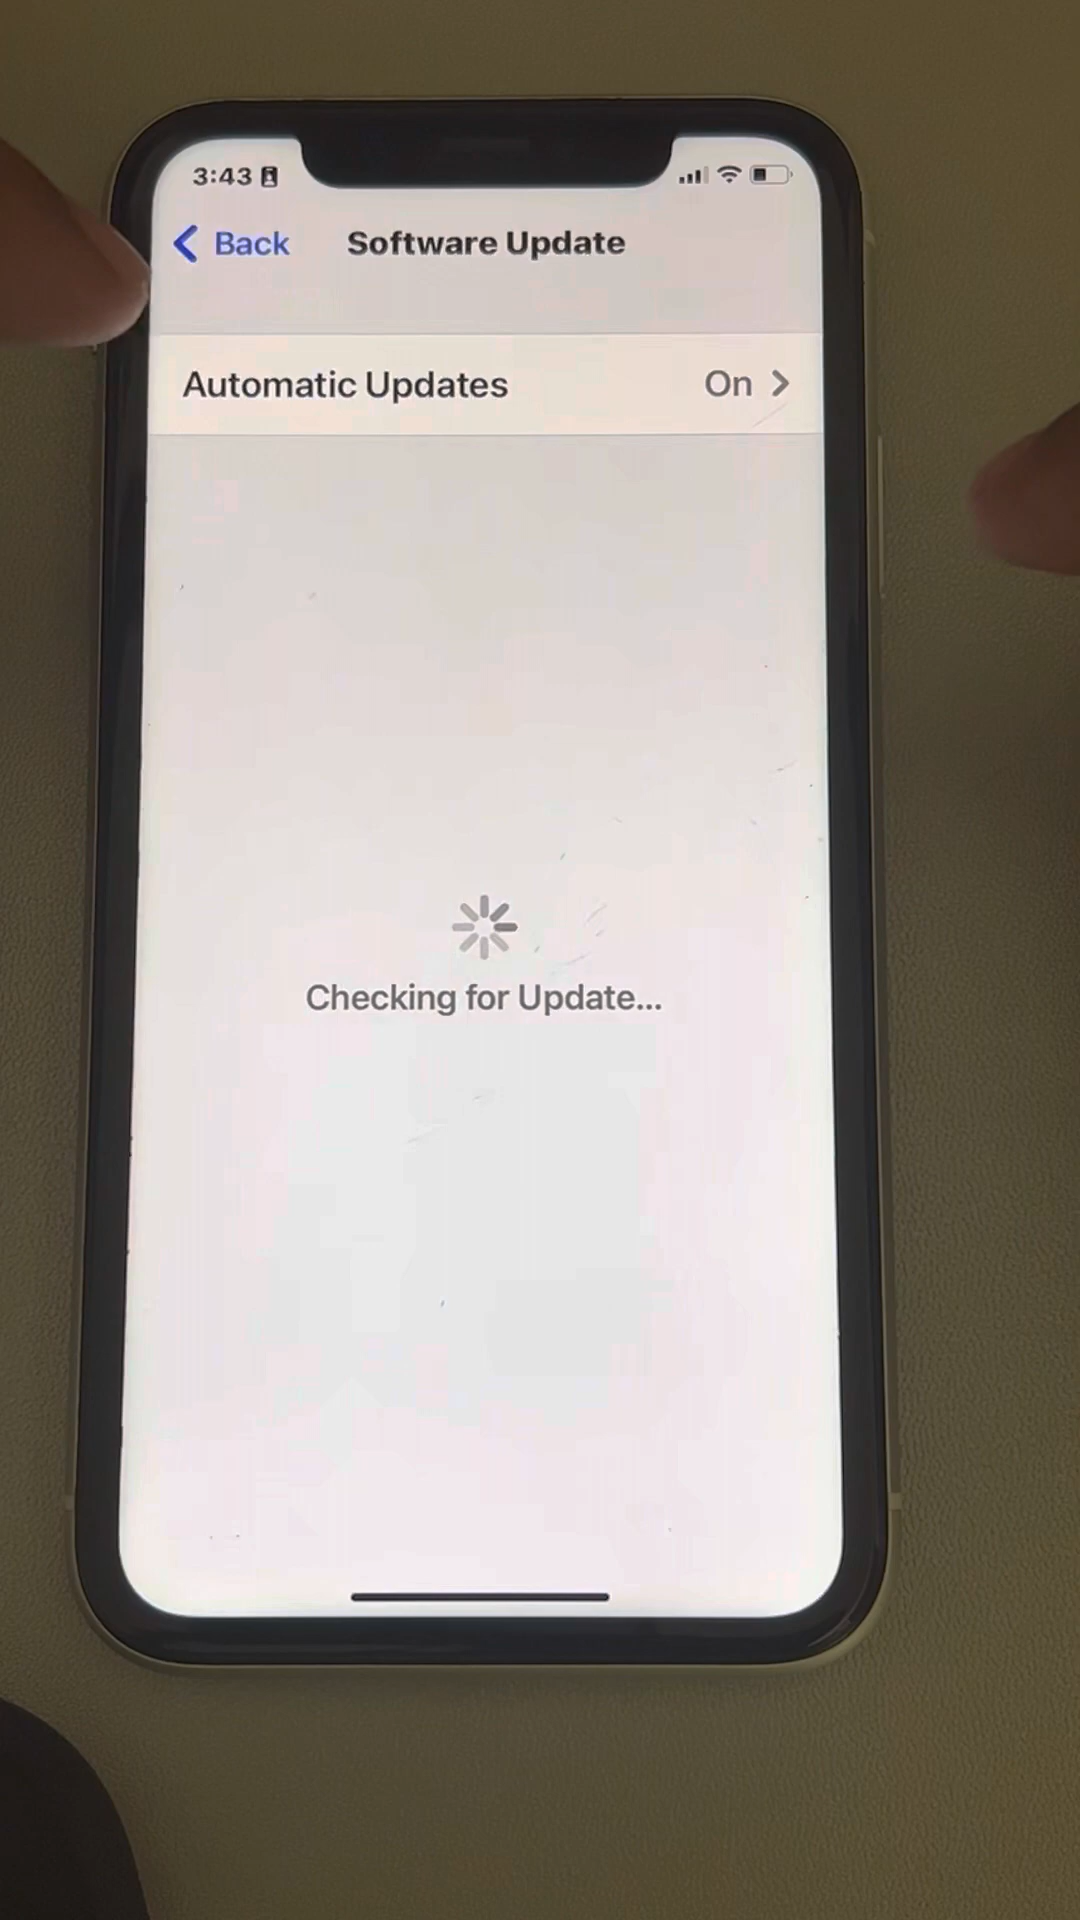 3:43
Back
Software Update
Automatic Updates
On
Checking for Update...